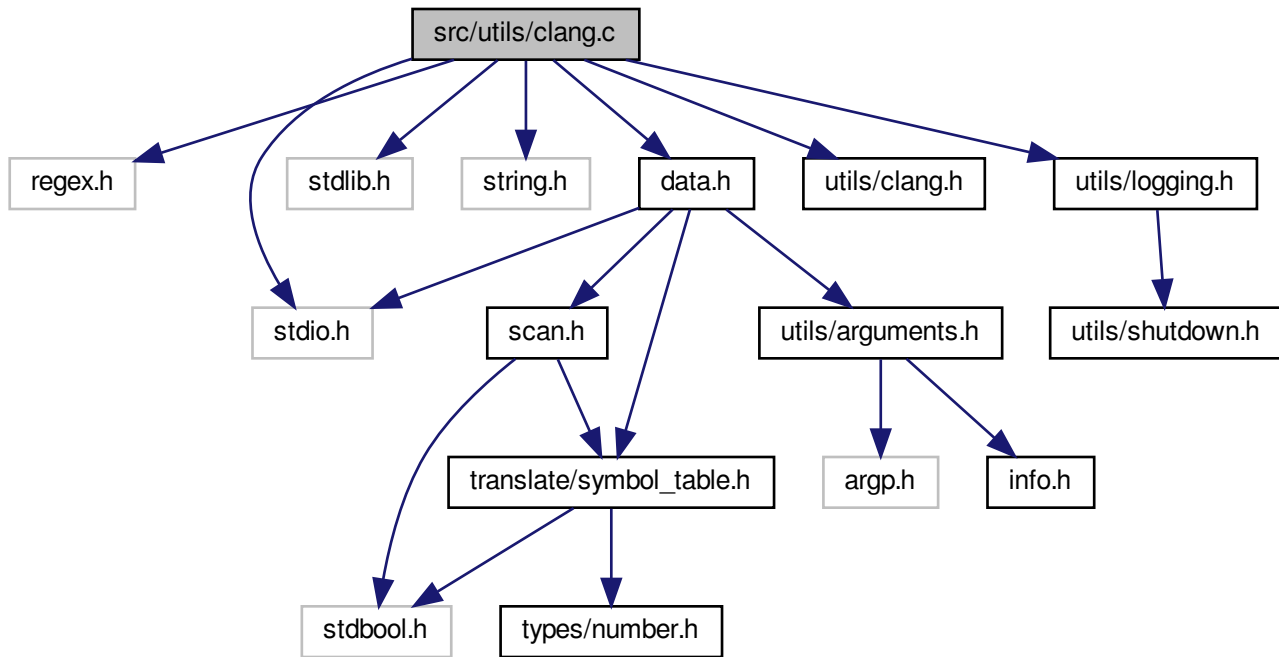 src/utils/clang.c
regex.h
stdlib.h
string.h
data.h
utils/clang.h
utils/logging.h
stdio.h
scan.h
utils/arguments.h
utils/shutdown.h
translate/symbol_table.h
argp.h
info.h
stdbool.h
types/number.h